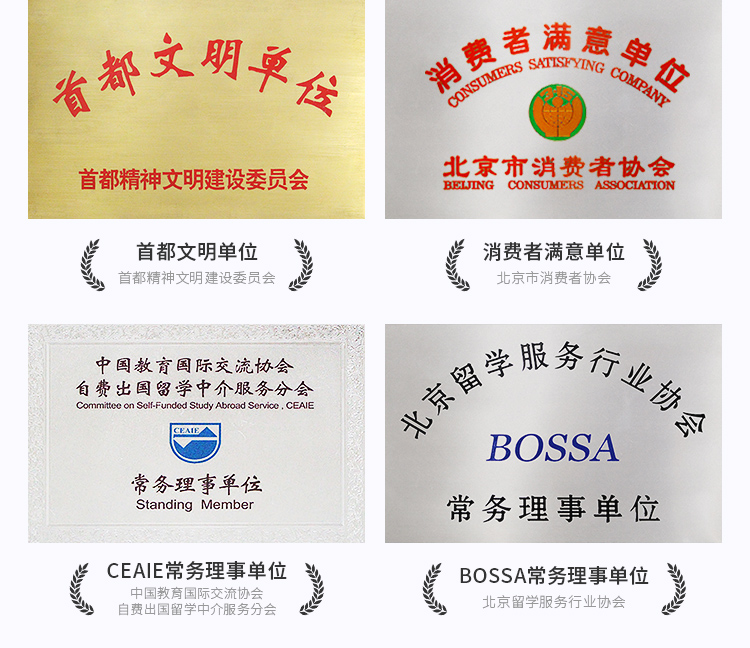 首都文明单位
首都精神文明建设委员会
消费者满意单位
CONSUMERS SATISFYING COMPANY
北京市消费者协会
BEIJING CONSUMERS ASSOCIATION
首都文明单位
首都精神文明建设委员会
消费者满意单位
北京市消费者协会
中国教育国际交流协会
自费出国留学中介服务分会
Committee on Self-Funded Study Abroad Service , CEAIE
CEAIE
常务理事单位
Standing Member
北京留学服务行业协会
BOSSA
常务理事单位
CEAIE常务理事单位
中国教育国际交流协会
自费出国留学中介服务分会
BOSSA常务理事单位
北京留学服务行业协会